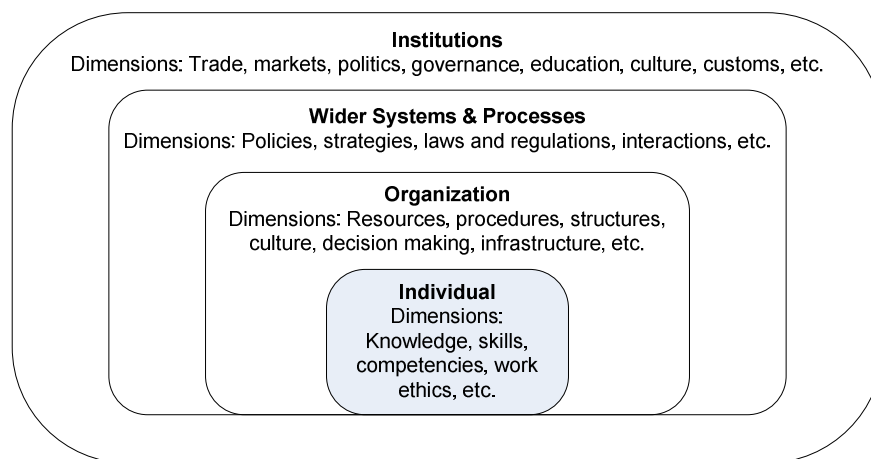 Institutions
Dimensions: Trade, markets, politics, governance, education, culture, customs, etc.
Wider Systems & Processes
Dimensions: Policies, strategies, laws and regulations, interactions, etc.
Organization
Dimensions: Resources, procedures, structures,
culture, decision making, infrastructure, etc.
Individual
Dimensions:
Knowledge, skills,
competencies, work
ethics, etc.